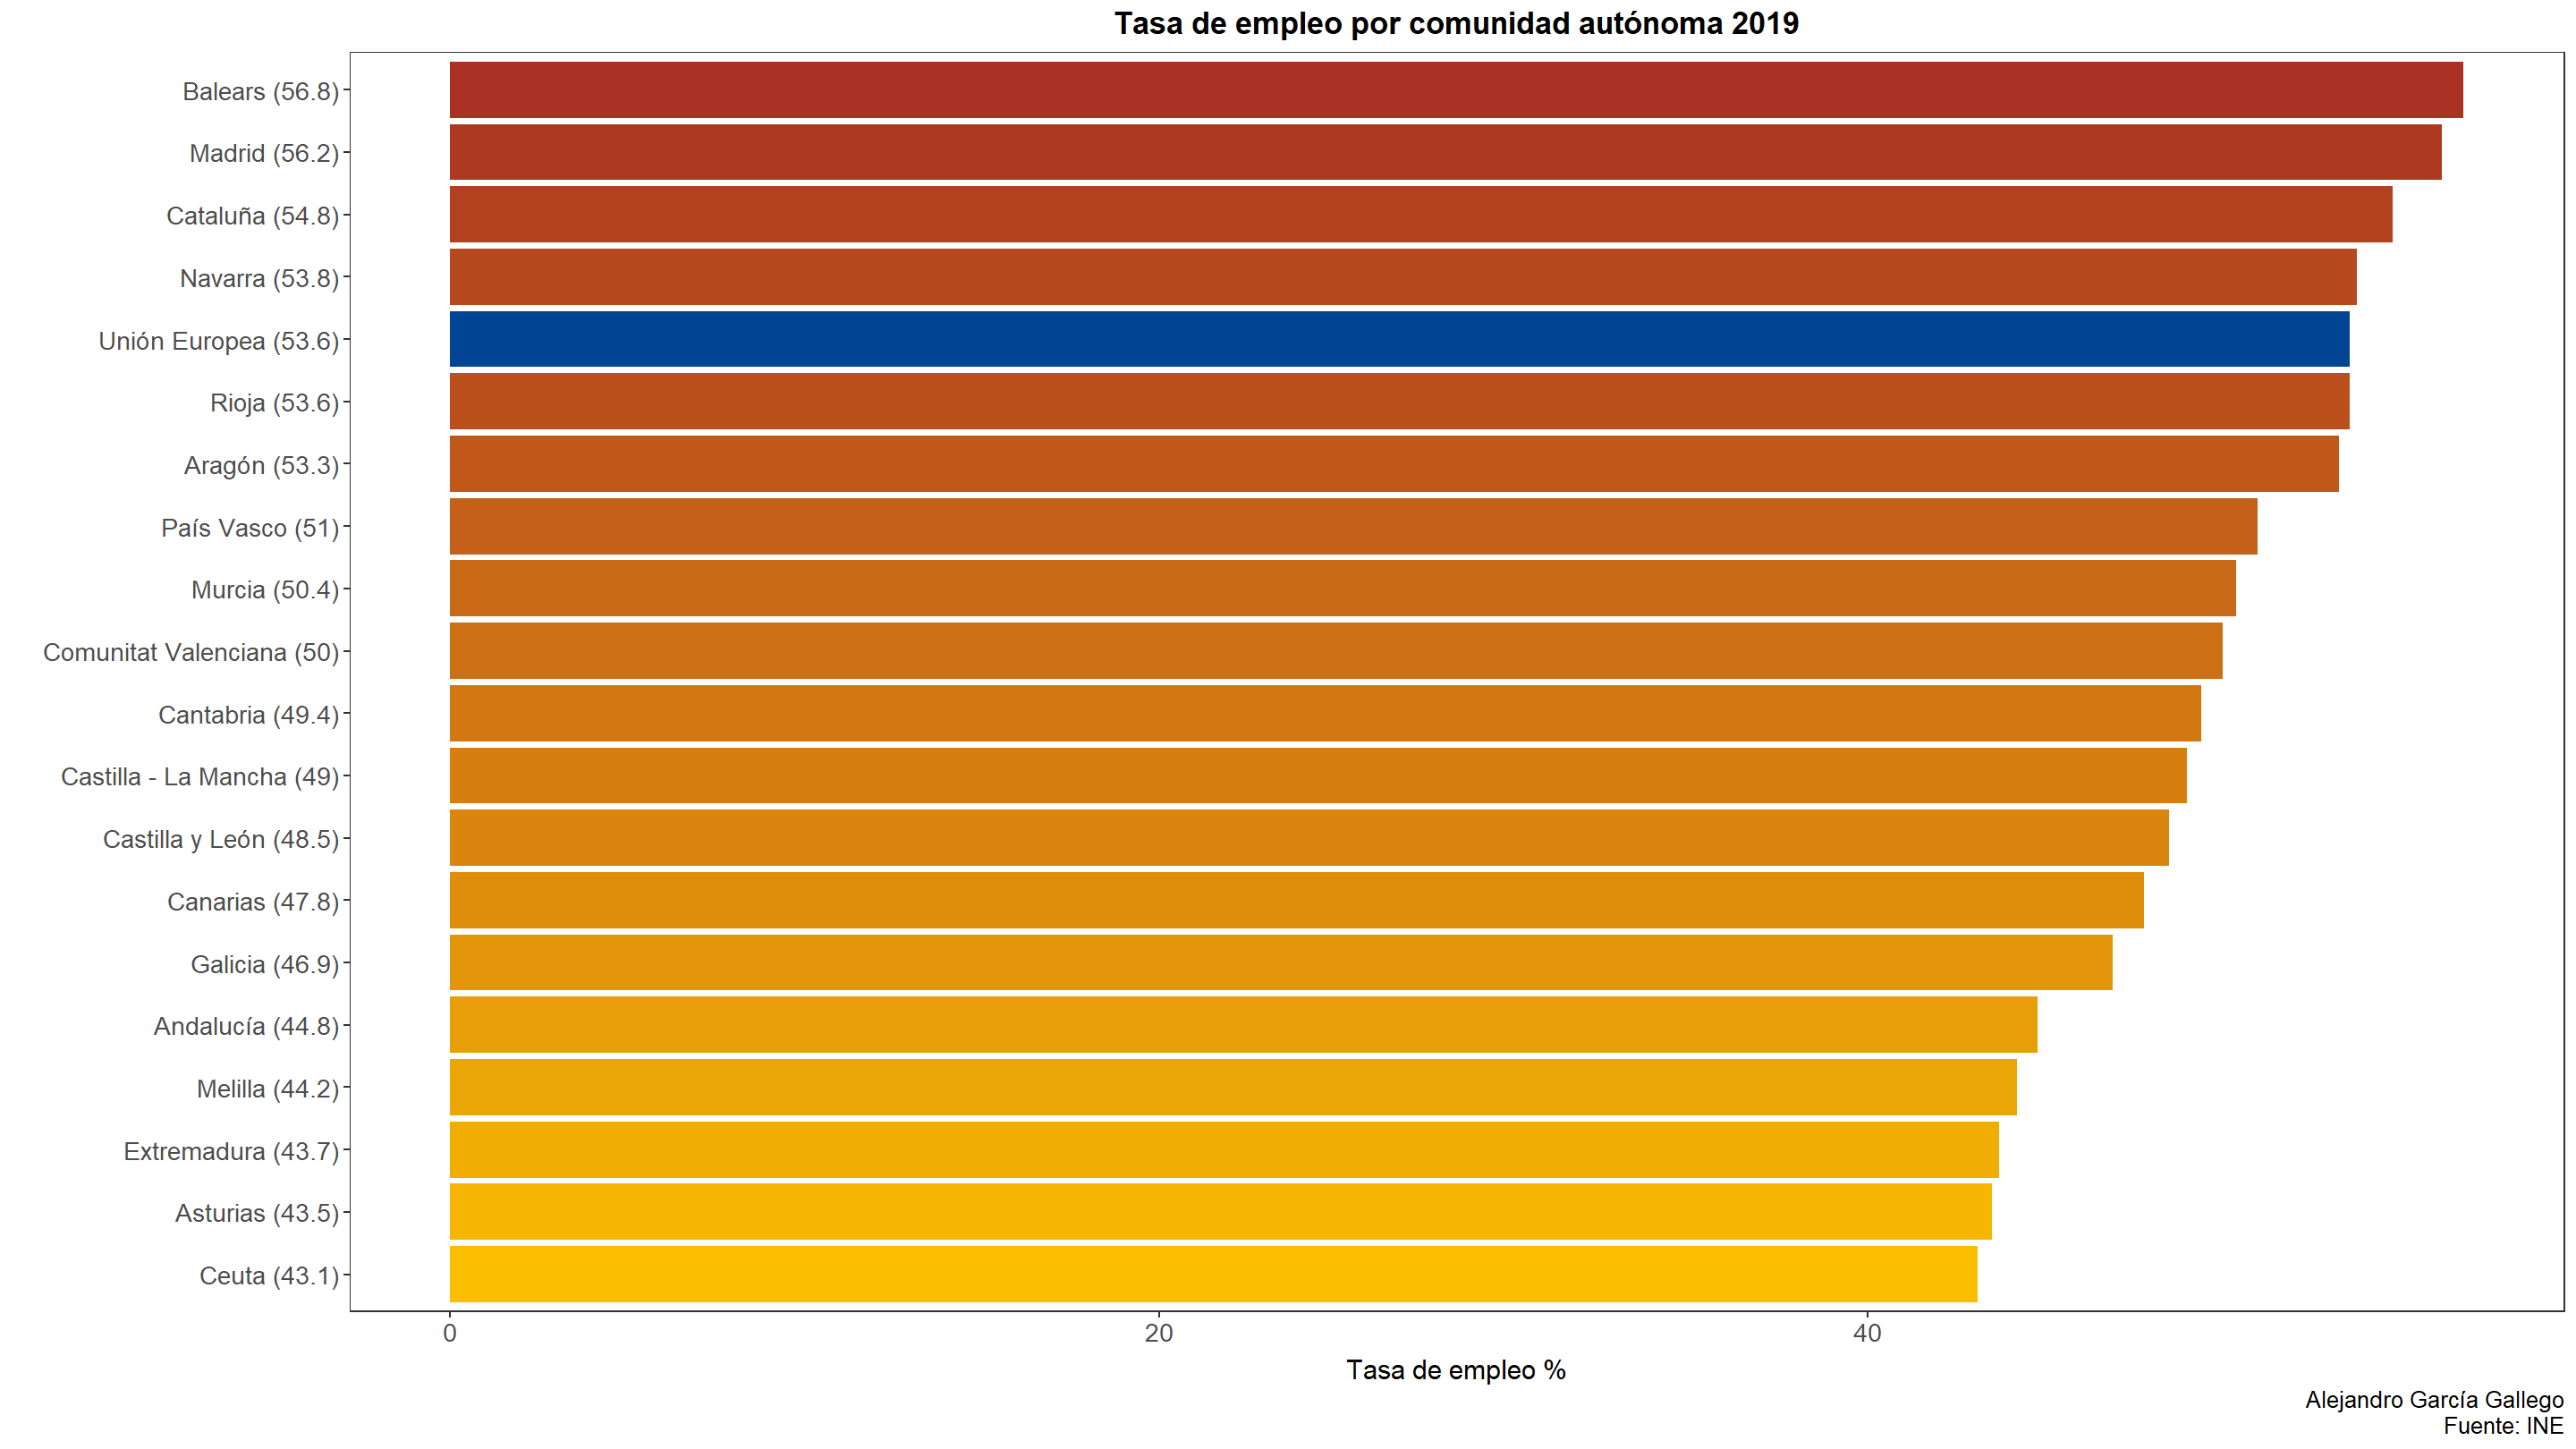 Tasa de empleo por comunidad autónoma 2019
Balears (56.8)
Madrid (56.2)
Cataluña (54.8)
Navarra (53.8)
Unión Europea (53.6)
Rioja (53.6)
Aragón (53.3)
País Vasco (51)
Murcia (50.4)
Comunitat Valenciana (50)
Cantabria (49.4)
Castilla - La Mancha (49)
Castilla y León (48.5)
Canarias (47.8)
Galicia (46.9)
Andalucía (44.8)
Melilla (44.2)
Extremadura (43.7)
Asturias (43.5)
Ceuta (43.1)
0 20 40
Tasa de empleo %
Alejandro García Gallego
Fuente: INE